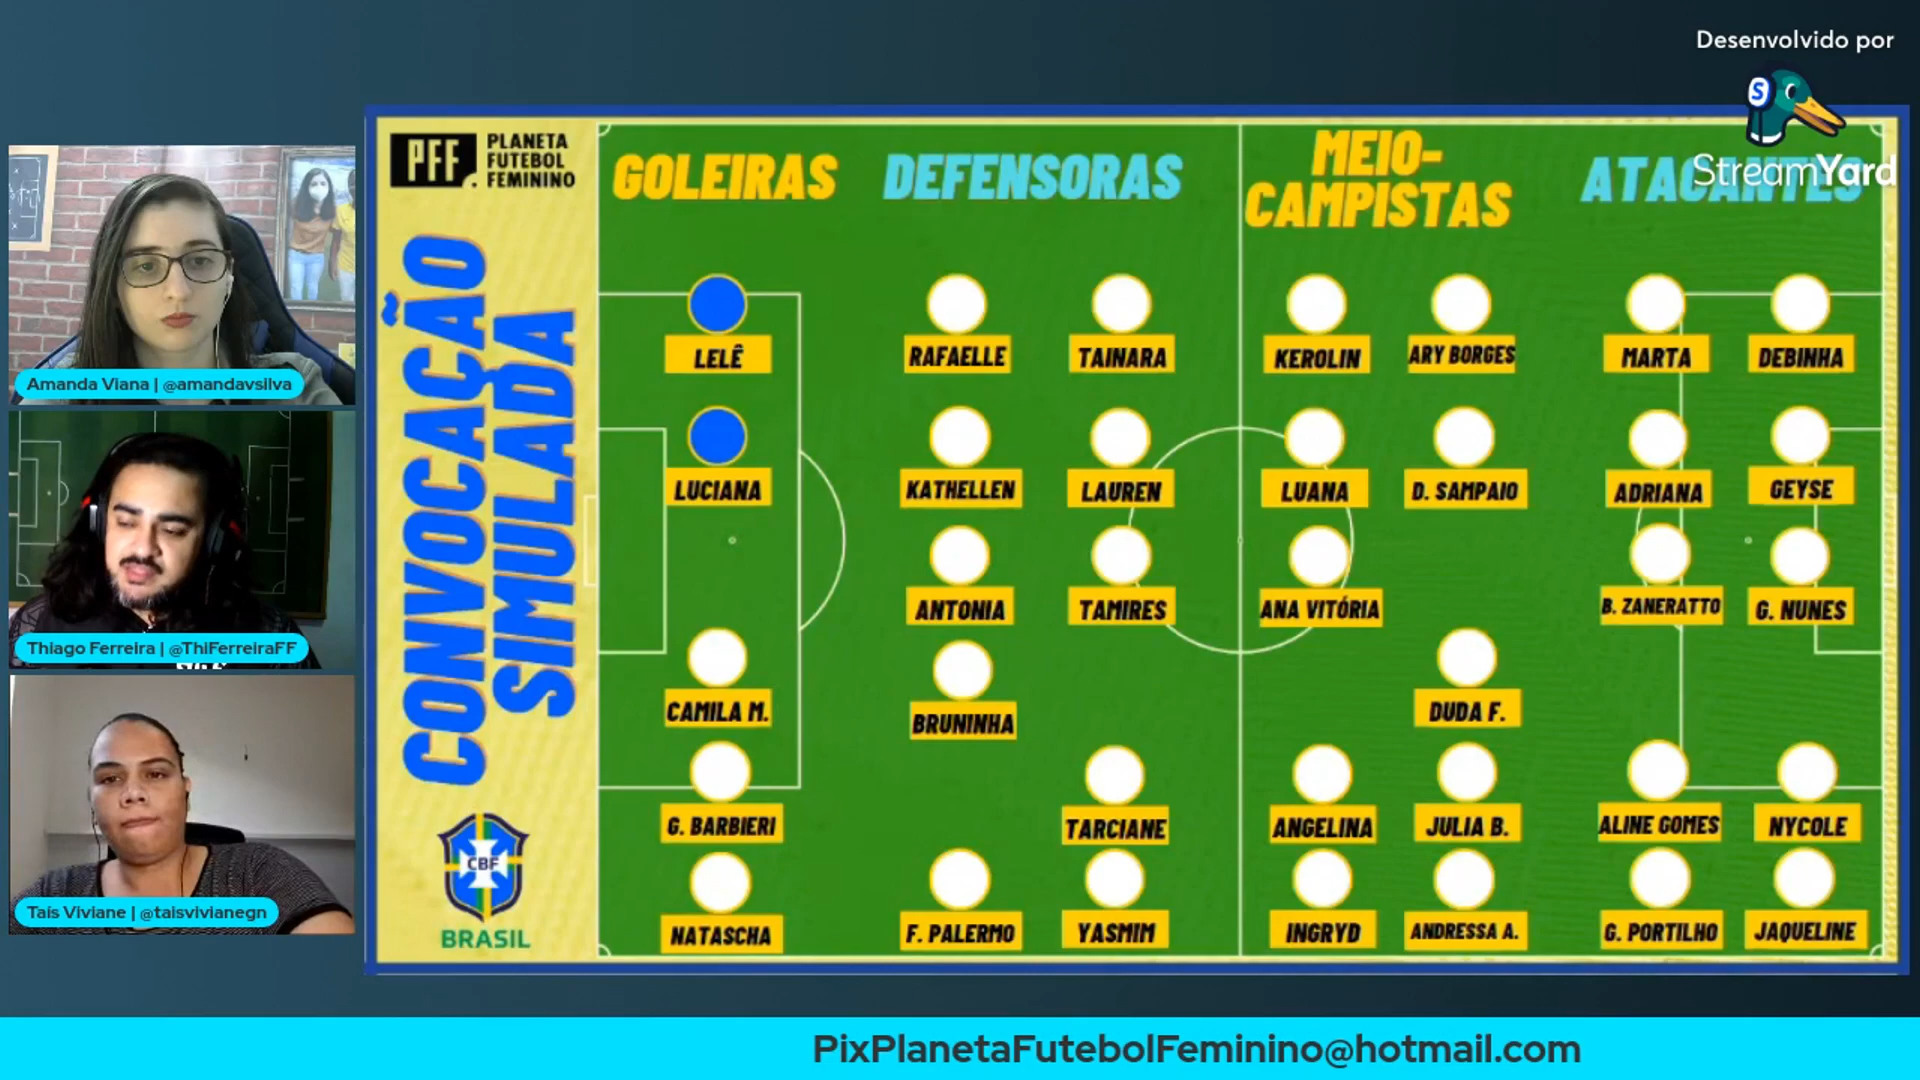 Desenvolvido por
StreamYard
PFF.
PLANETA
FUTEBOL
FEMININO
CONVOCAÇÃO
SIMULADA
CBF
BRASIL
GOLEIRAS
LELÊ
LUCIANA
CAMILA M.
G. BARBIERI
NATASCHA
DEFENSORAS
RAFAELLE
TAINARA
KATHELLEN
LAUREN
ANTONIA
TAMIRES
BRUNINHA
TARCIANE
F. PALERMO
YASMIM
MEIO-
CAMPISTAS
KEROLIN
ARY BORGES
LUANA
D. SAMPAIO
ANA VITÓRIA
DUDA F.
ANGELINA
JULIA B.
INGRYD
ANDRESSA A.
ATACANTES
MARTA
DEBINHA
ADRIANA
GEYSE
B. ZANERATTO
G. NUNES
ALINE GOMES
NYCOLE
G. PORTILHO
JAQUELINE
Amanda Viana | @amandavsilva
Thiago Ferreira | @ThiFerreiraFF
Taís Viviane | @taisvivianegn
PixPlanetaFutebolFeminino@hotmail.com